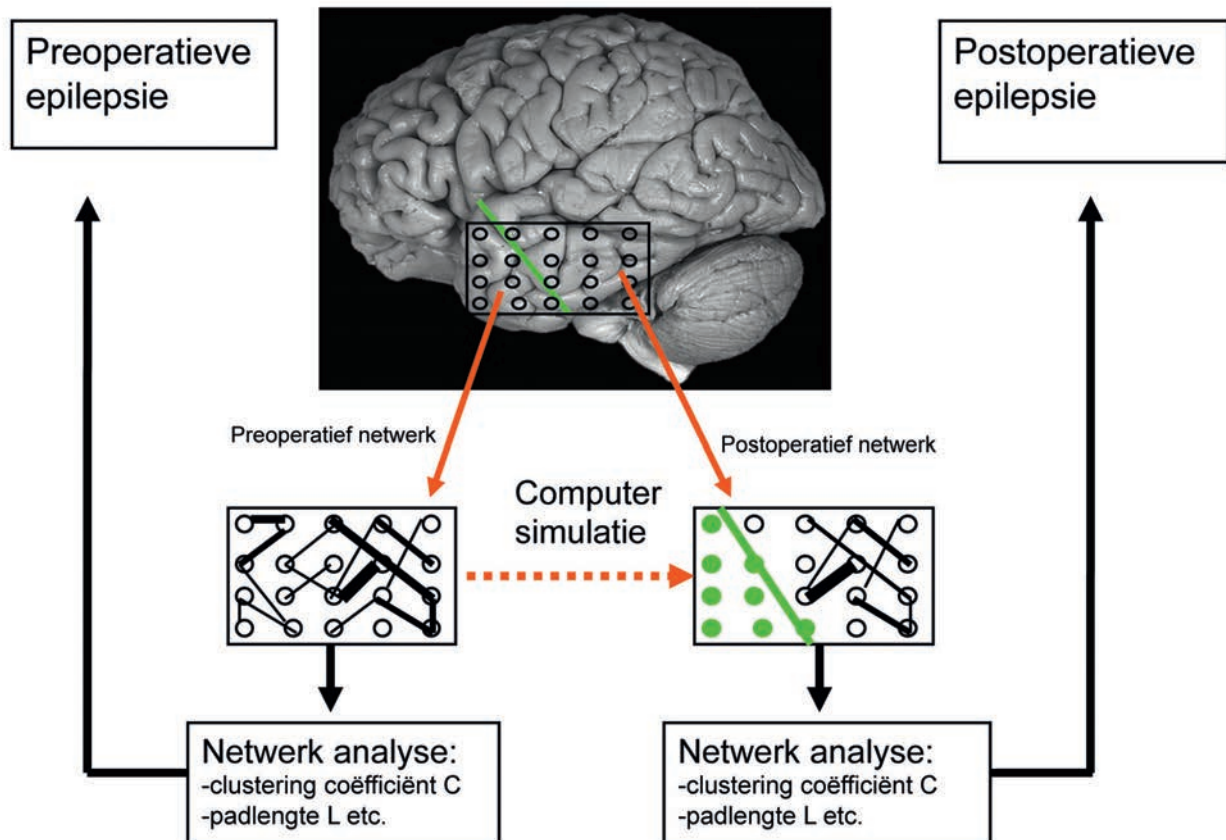 Preoperatieve
epilepsie
Postoperatieve
epilepsie
Preoperatief netwerk
Postoperatief netwerk
Computer
simulatie
Netwerk analyse:
-clustering coëfficiënt C
-padlengte L etc.
Netwerk analyse:
-clustering coëfficiënt C
-padlengte L etc.